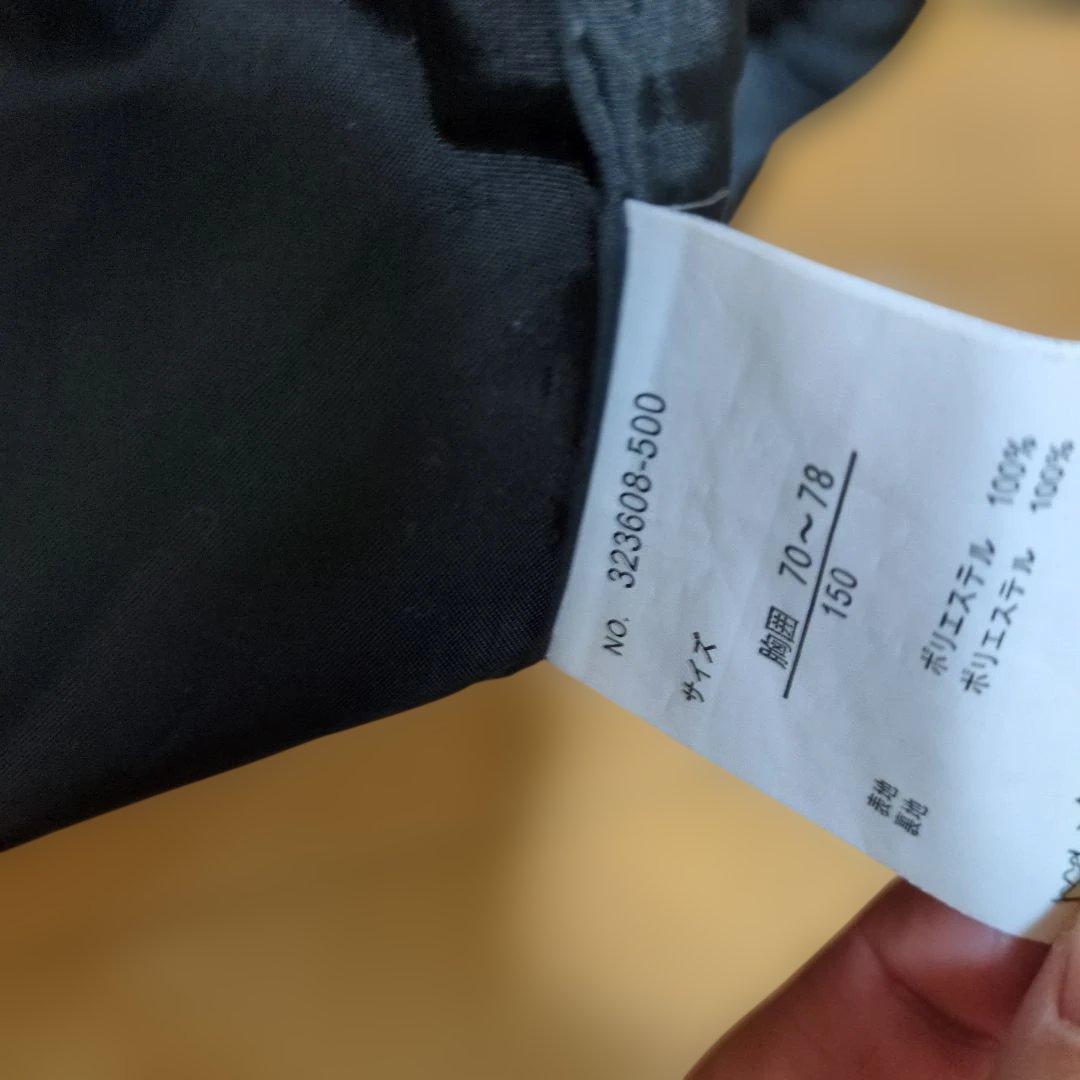 NO. 323608-500
サイズ
胸囲 70～78
150
表地 ポリエステル 100%
裏地 ポリエステル 100%